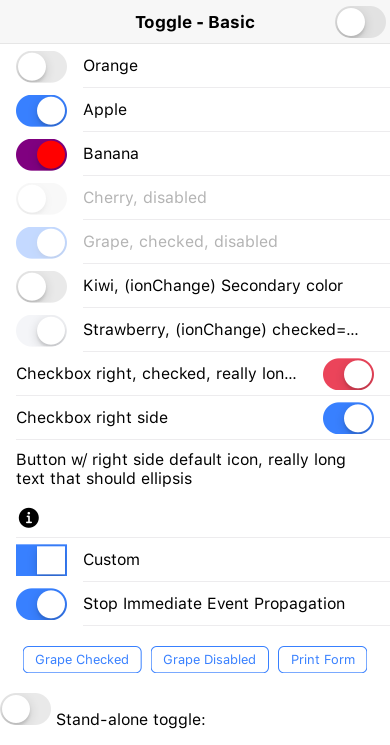 Toggle - Basic
Orange
Apple
Banana
Cherry, disabled
Grape, checked, disabled
Kiwi, (ionChange) Secondary color
Strawberry, (ionChange) checked=...
Checkbox right, checked, really lon...
Checkbox right side
Button w/ right side default icon, really long
text that should ellipsis
Custom
Stop Immediate Event Propagation
Grape Checked Grape Disabled Print Form
Stand-alone toggle: